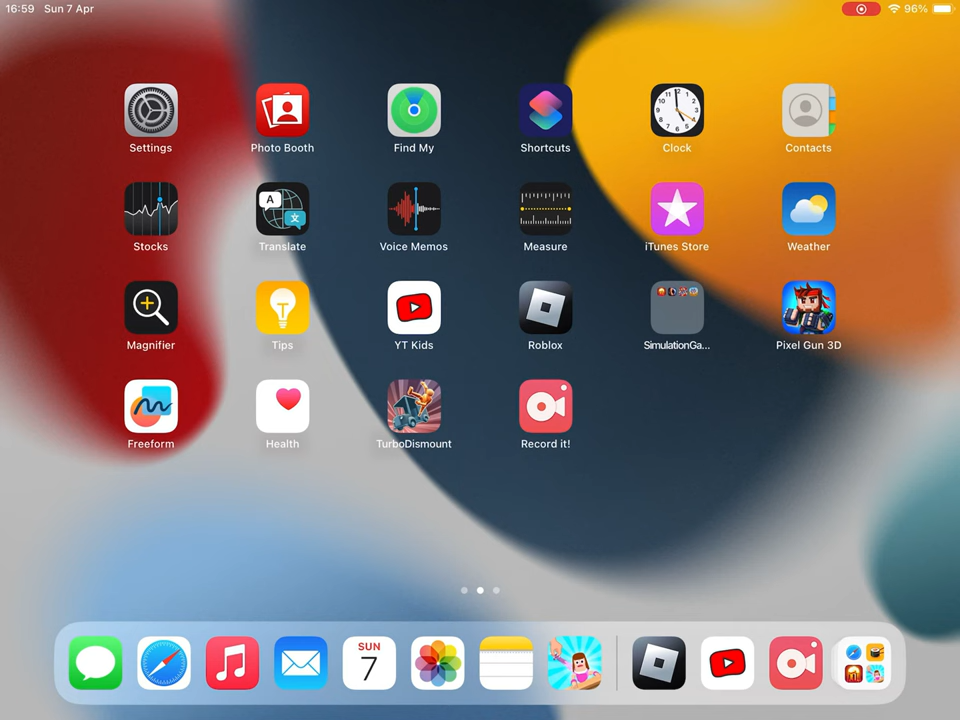 16:59 Sun 7 Apr 96%
Settings Photo Booth Find My Shortcuts Clock Contacts
Stocks Translate Voice Memos Measure iTunes Store Weather
Magnifier Tips YT Kids Roblox SimulationGa... Pixel Gun 3D
Freeform Health TurboDismount Record it!
SUN
7